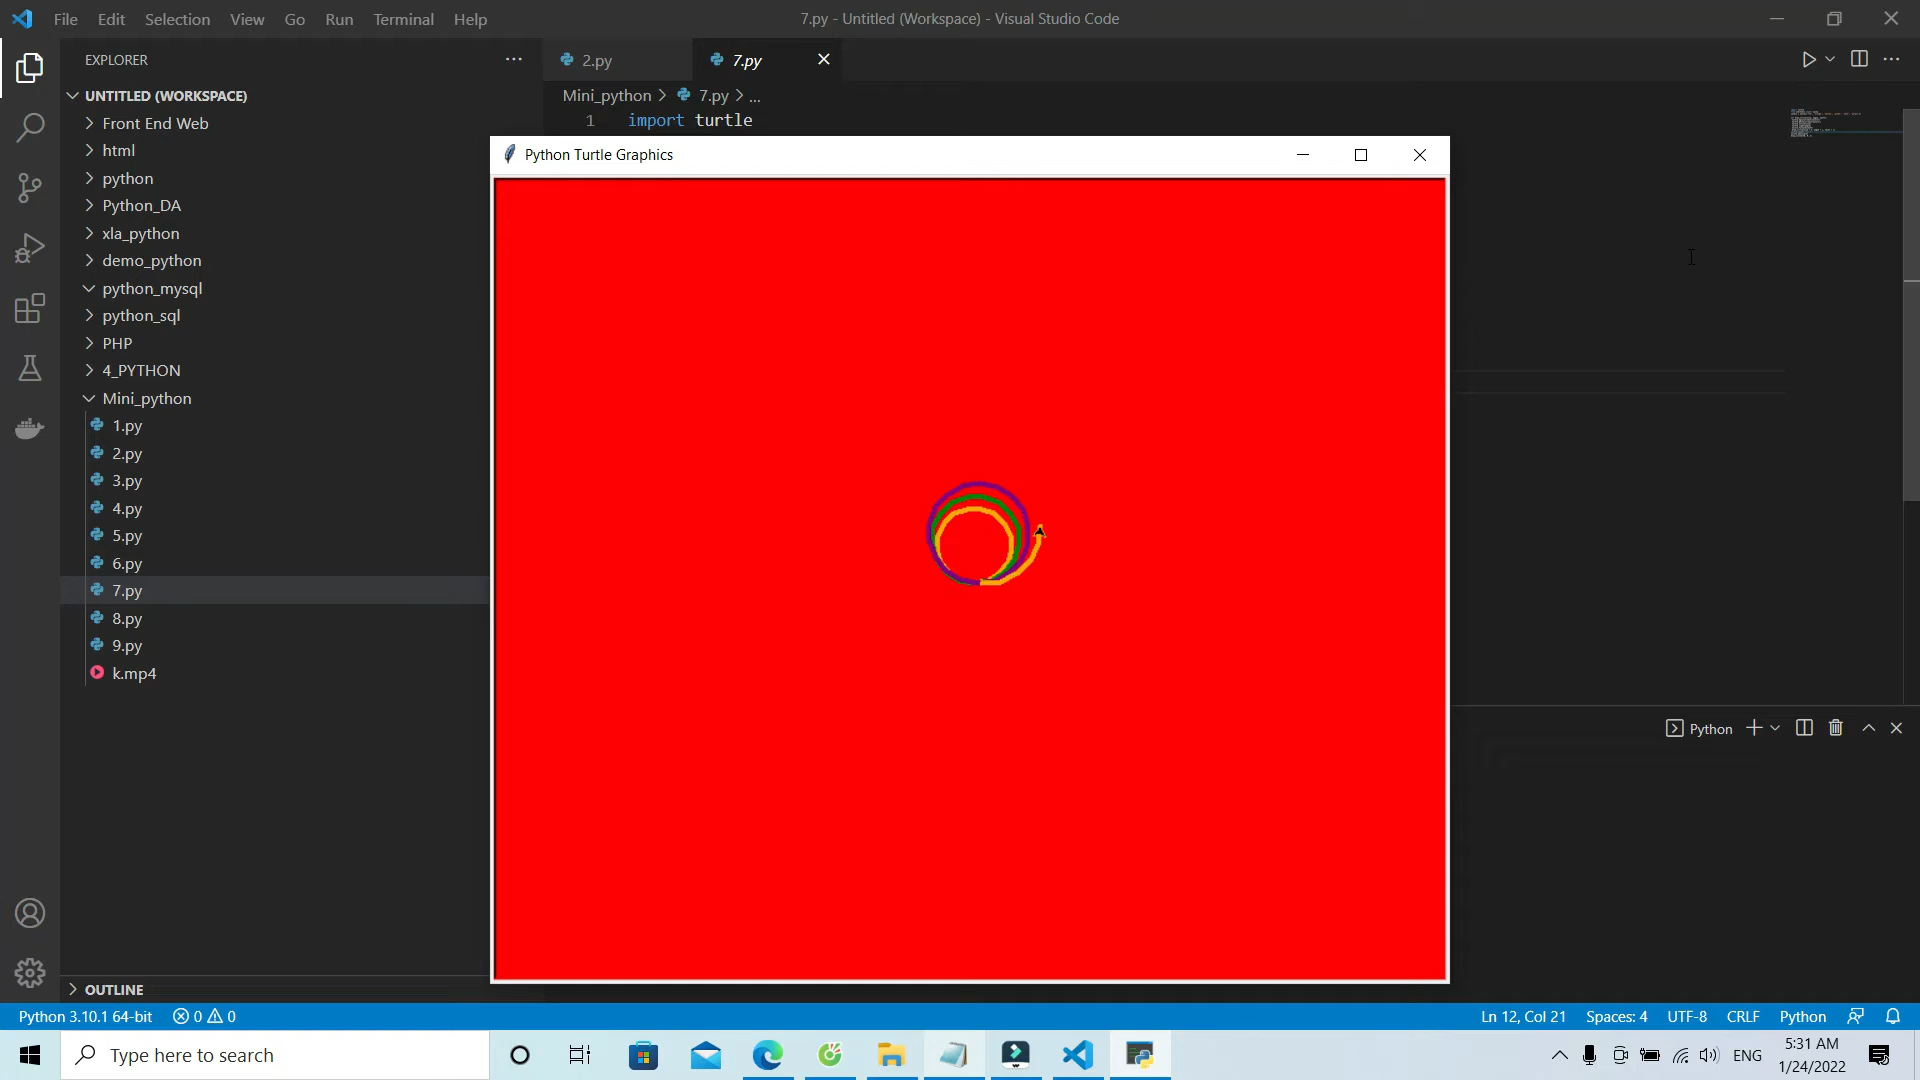 File Edit Selection View Go Run Terminal Help
7.py - Untitled (Workspace) - Visual Studio Code
EXPLORER
2.py
7.py
UNTITLED (WORKSPACE)
Mini_python > 7.py > ...
Front End Web
1 import turtle
html
Python Turtle Graphics
python
Python_DA
xla_python
demo_python
python_mysql
python_sql
PHP
4_PYTHON
Mini_python
1.py
2.py
3.py
4.py
5.py
6.py
7.py
8.py
9.py
k.mp4
Python
OUTLINE
Python 3.10.1 64-bit 0 0
Ln 12, Col 21 Spaces: 4 UTF-8 CRLF Python
Type here to search
ENG
5:31 AM
1/24/2022